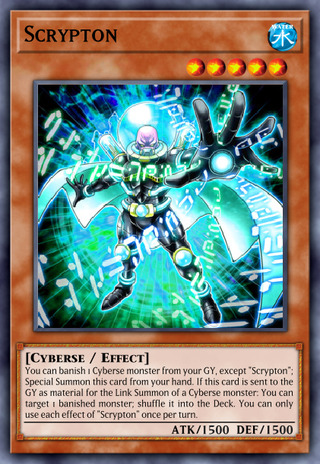 Scrypton
WATER
水
[Cyberse / Effect]
You can banish 1 Cyberse monster from your GY, except "Scrypton";
Special Summon this card from your hand. If this card is sent to the
GY as material for the Link Summon of a Cyberse monster: You can
target 1 banished monster; shuffle it into the Deck. You can only
use each effect of "Scrypton" once per turn.
ATK/1500 DEF/1500